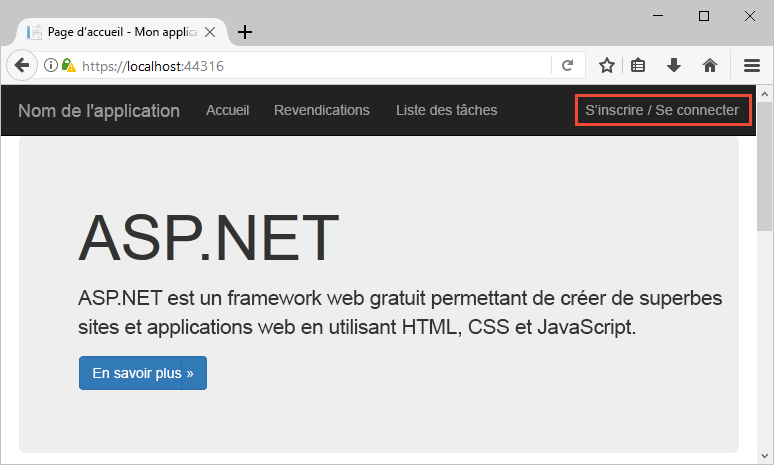 Page d’accueil - Mon applic
https://localhost:44316
Nom de l'application Accueil Revendications Liste des tâches S’inscrire / Se connecter
ASP.NET
ASP.NET est un framework web gratuit permettant de créer de superbes
sites et applications web en utilisant HTML, CSS et JavaScript.
En savoir plus »